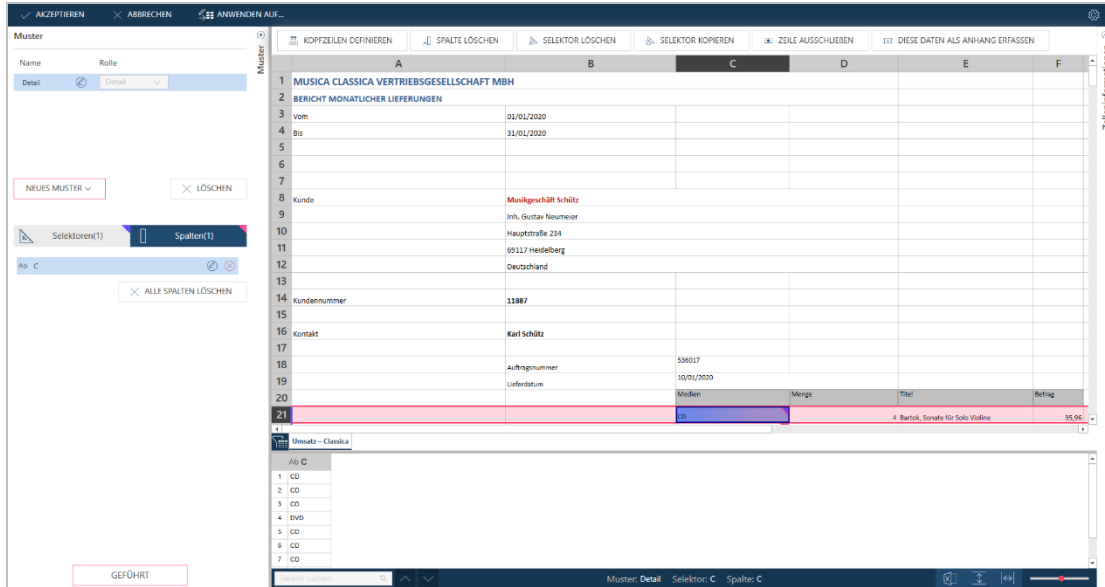 AKZEPTIEREN ABBRECHEN ANWENDEN AUF...
Muster
Name Rolle
Detail Detail
NEUES MUSTER LÖSCHEN
Selektoren(1) Spalten(1)
Ab C
ALLE SPALTEN LÖSCHEN
GEFÜHRT
Muster
KOPFZEILEN DEFINIEREN SPALTE LÖSCHEN SELEKTOR LÖSCHEN SELEKTOR KOPIEREN ZEILE AUSSCHLIEßEN DIESE DATEN ALS ANHANG ERFASSEN
A B C D E F
1 MUSICA CLASSICA VERTRIEBSGESELLSCHAFT MBH
2 BERICHT MONATLICHER LIEFERUNGEN
3 Vom 01/01/2020
4 Bis 31/01/2020
5
6
7
8 Kunde Musikgeschäft Schütz
9 Inh. Gustav Neumeier
10 Hauptstraße 234
11 69117 Heidelberg
12 Deutschland
13
14 Kundennummer 11887
15
16 Kontakt Karl Schütz
17
18 Auftragsnummer 536017
19 Lieferdatum 10/01/2020
20 Medien Menge Titel Betrag
21 CD 4 Bartok, Sonate für Solo Violine 35,96
Umsatz – Classica
Ab C
1 CD
2 CD
3 CD
4 DVD
5 CD
6 CD
7 CD
Tabelle suchen Muster: Detail Selektor: C Spalte: C